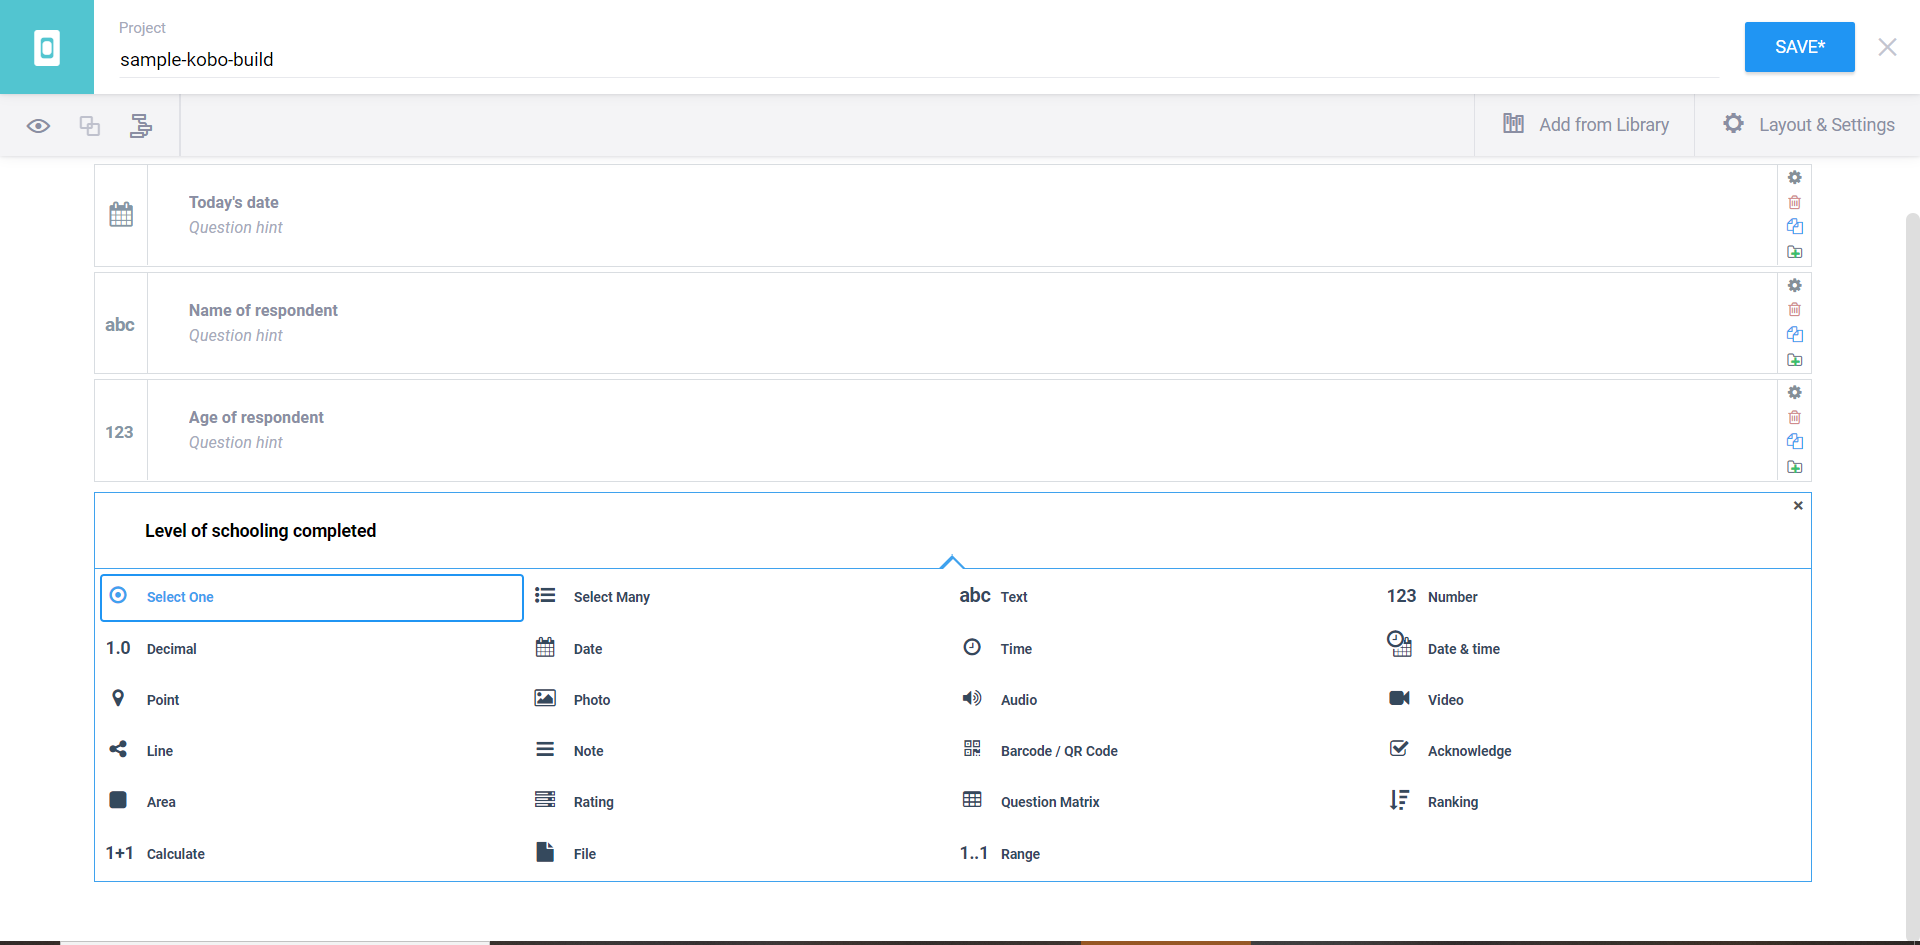 Project
sample-kobo-build
SAVE*
Add from Library
Layout & Settings
Today's date
Question hint
abc
Name of respondent
Question hint
123
Age of respondent
Question hint
Level of schooling completed
Select One
Select Many
abc Text
123 Number
1.0 Decimal
Date
Time
Date & time
Point
Photo
Audio
Video
Line
Note
Barcode / QR Code
Acknowledge
Area
Rating
Question Matrix
Ranking
1+1 Calculate
File
1..1 Range